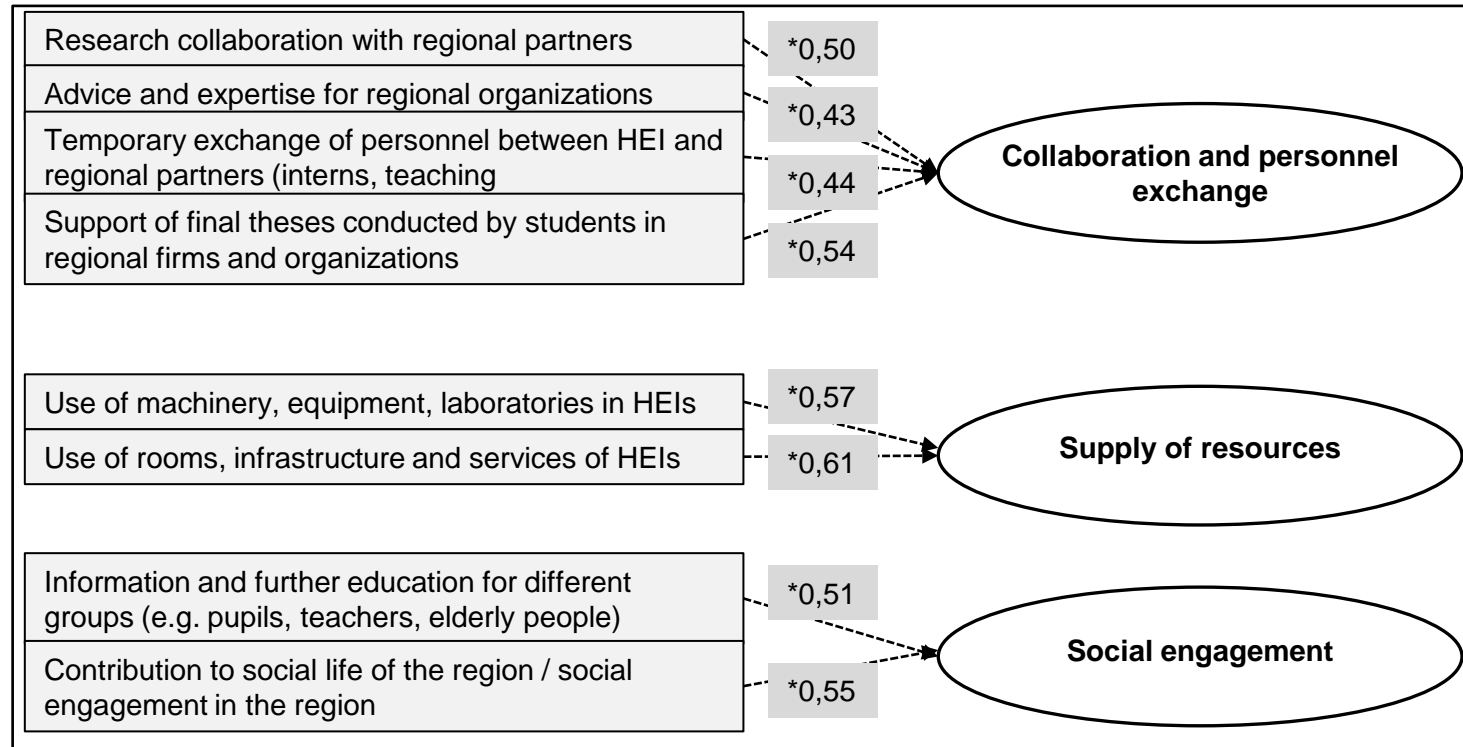 Research collaboration with regional partners
*0,50
Advice and expertise for regional organizations
*0,43
Temporary exchange of personnel between HEI and
regional partners (interns, teaching
*0,44
Support of final theses conducted by students in
regional firms and organizations
*0,54
Collaboration and personnel
exchange
Use of machinery, equipment, laboratories in HEIs
*0,57
Use of rooms, infrastructure and services of HEIs
*0,61
Supply of resources
Information and further education for different
groups (e.g. pupils, teachers, elderly people)
*0,51
Contribution to social life of the region / social
engagement in the region
*0,55
Social engagement